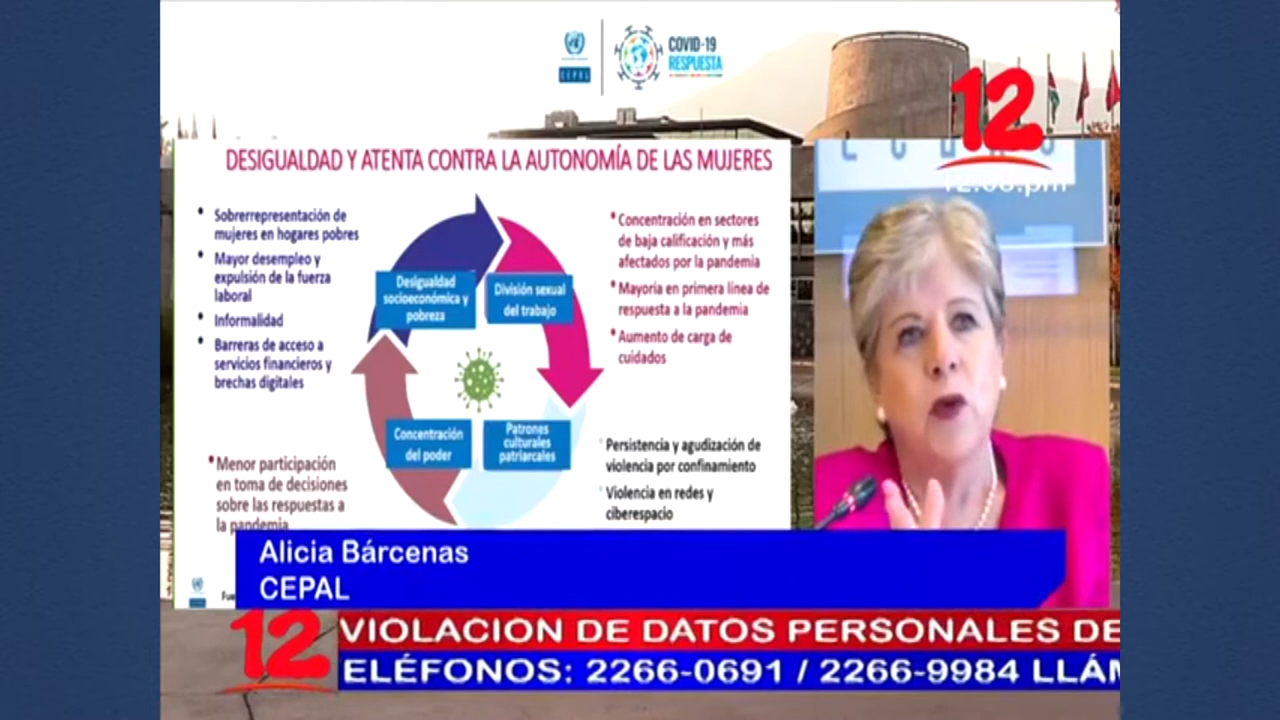 CEPAL
COVID-19
RESPUESTA
12
DESIGUALDAD Y ATENTA CONTRA LA AUTONOMÍA DE LAS MUJERES
• Sobrerrepresentación de
mujeres en hogares pobres
• Mayor desempleo y
expulsión de la fuerza
laboral
• Informalidad
• Barreras de acceso a
servicios financieros y
brechas digitales
Desigualdad
socioeconómica y
pobreza
División sexual
del trabajo
• Concentración en sectores
de baja calificación y más
afectados por la pandemia
• Mayoría en primera línea de
respuesta a la pandemia
• Aumento de carga de
cuidados
Concentración
del poder
Patrones
culturales
patriarcales
• Menor participación
en toma de decisiones
sobre las respuestas a
la pandemia
Persistencia y agudización de
violencia por confinamiento
Violencia en redes y
ciberespacio
Alicia Bárcenas
CEPAL
12
VIOLACION DE DATOS PERSONALES DE
ELÉFONOS: 2266-0691 / 2266-9984 LLÁM